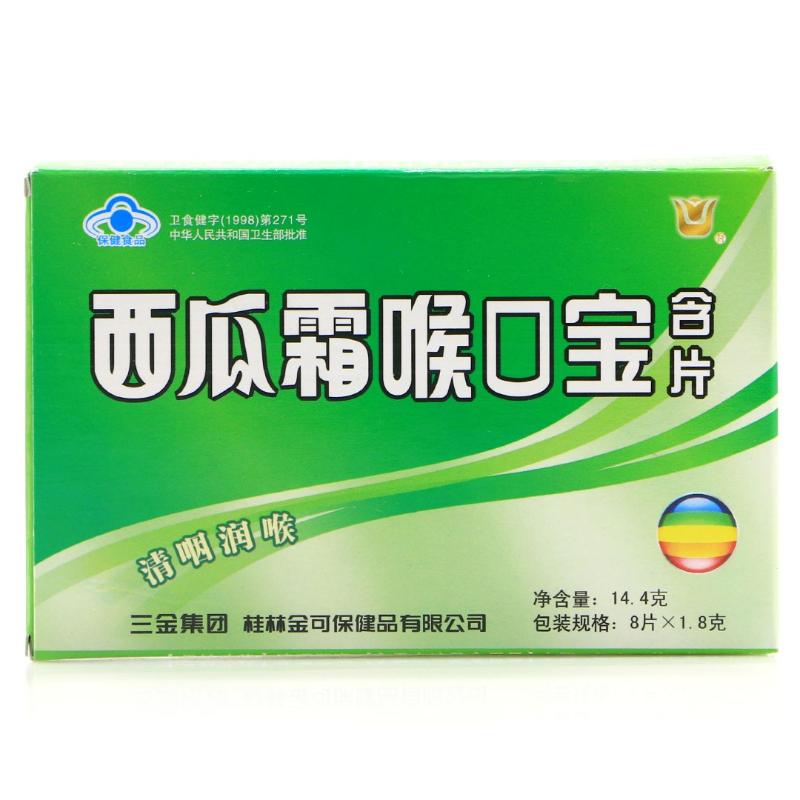 卫食健字(1998)第271号
中华人民共和国卫生部批准
保健食品
®
西瓜霜喉口宝含片
清咽润喉
净含量：14.4克
包装规格：8片×1.8克
三金集团 桂林金可保健品有限公司